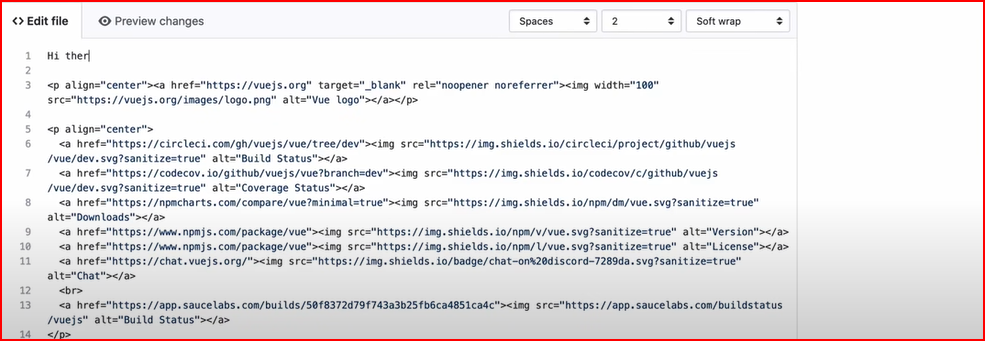 Edit file
Preview changes
Spaces
2
Soft wrap
1 Hi ther
2
3 <p align="center"><a href="https://vuejs.org" target="_blank" rel="noopener noreferrer"><img width="100"
src="https://vuejs.org/images/logo.png" alt="Vue logo"></a></p>
4
5 <p align="center">
6 <a href="https://circleci.com/gh/vuejs/vue/tree/dev"><img src="https://img.shields.io/circleci/project/github/vuejs
/vue/dev.svg?sanitize=true" alt="Build Status"></a>
7 <a href="https://codecov.io/github/vuejs/vue?branch=dev"><img src="https://img.shields.io/codecov/c/github/vuejs
/vue/dev.svg?sanitize=true" alt="Coverage Status"></a>
8 <a href="https://npmcharts.com/compare/vue?minimal=true"><img src="https://img.shields.io/npm/dm/vue.svg?sanitize=true"
alt="Downloads"></a>
9 <a href="https://www.npmjs.com/package/vue"><img src="https://img.shields.io/npm/v/vue.svg?sanitize=true" alt="Version"></a>
10 <a href="https://www.npmjs.com/package/vue"><img src="https://img.shields.io/npm/l/vue.svg?sanitize=true" alt="License"></a>
11 <a href="https://chat.vuejs.org/"><img src="https://img.shields.io/badge/chat-on%20discord-7289da.svg?sanitize=true"
alt="Chat"></a>
12 <br>
13 <a href="https://app.saucelabs.com/builds/50f8372d79f743a3b25fb6ca4851ca4c"><img src="https://app.saucelabs.com/buildstatus
/vuejs" alt="Build Status"></a>
14 </p>